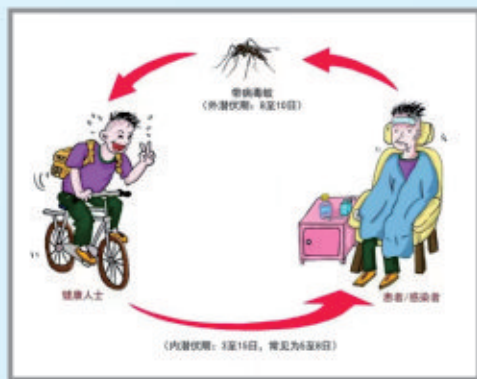 带病毒蚊
(外潜伏期：8至10日)
健康人士
患者/感染者
(内潜伏期：3至15日，常见为5至8日)